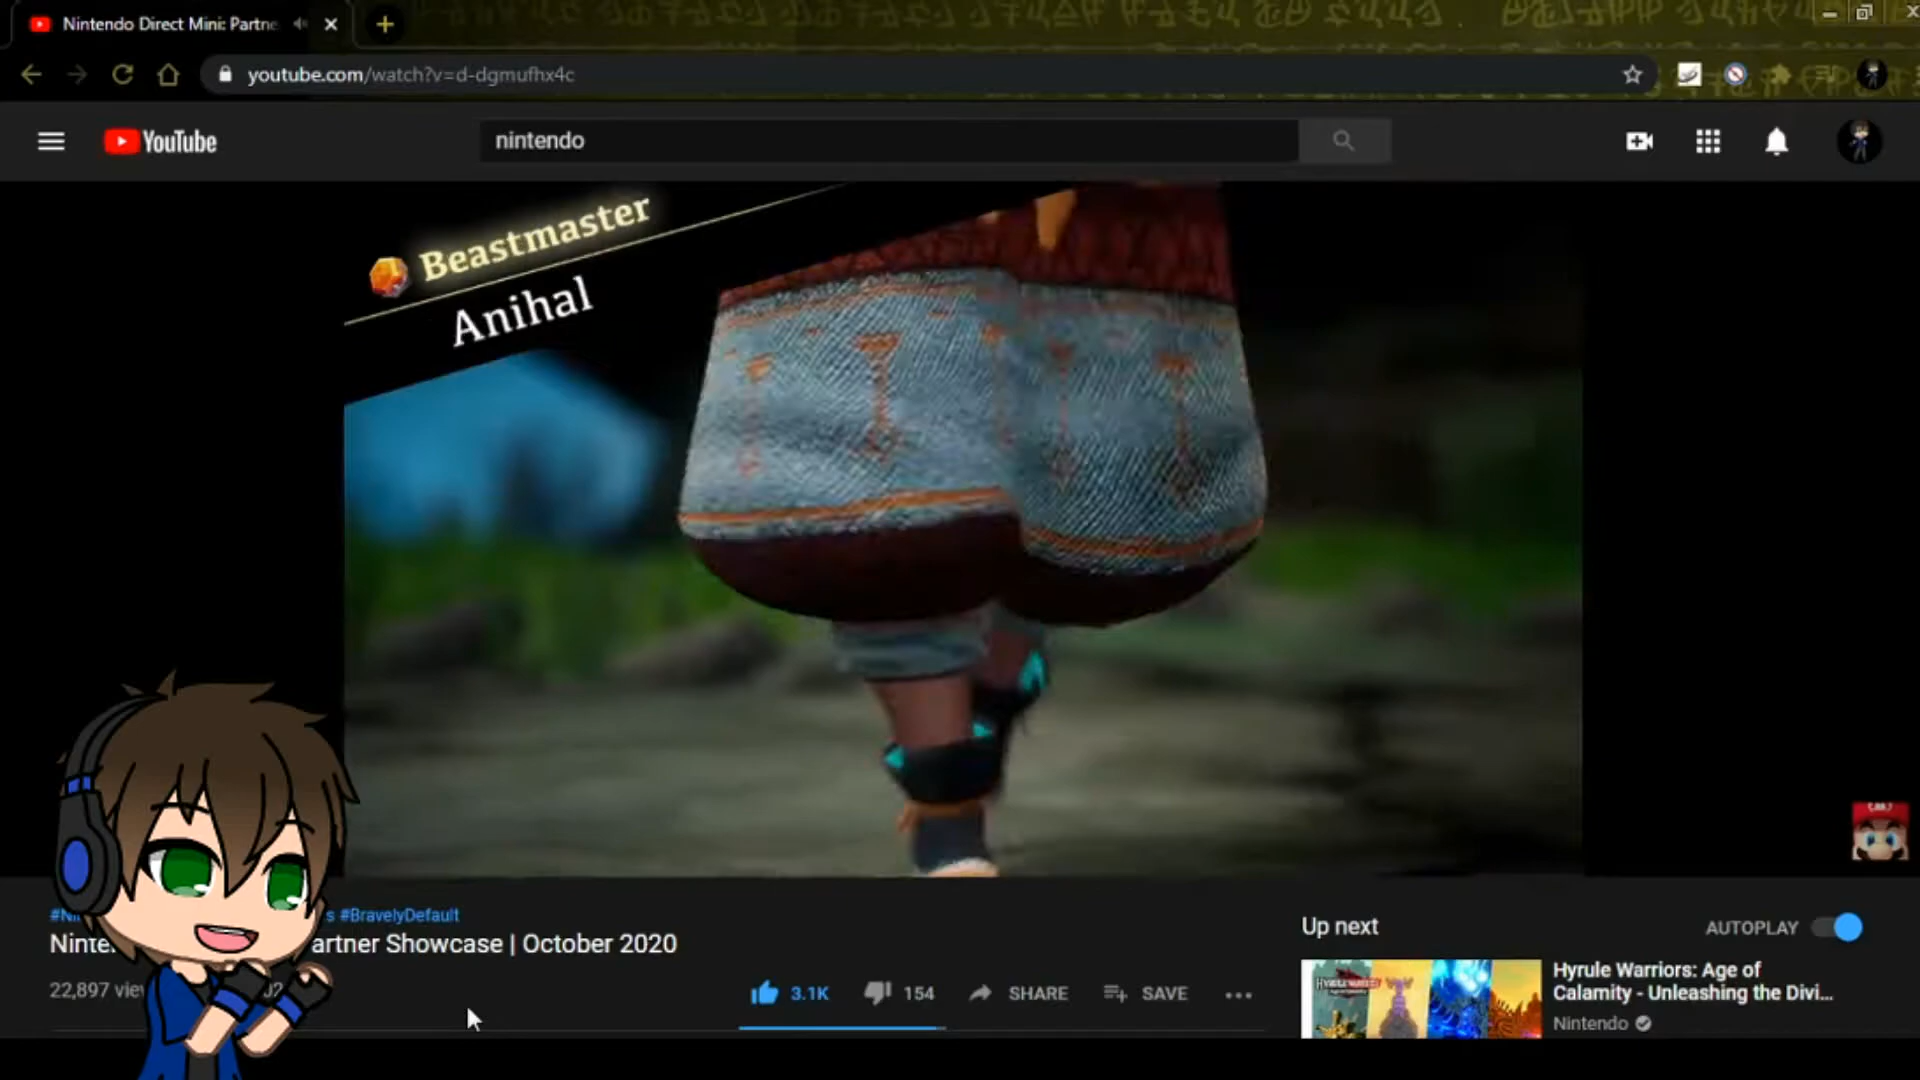 Nintendo Direct Mini: Partne
youtube.com/watch?v=d-dgmufhx4c
YouTube
nintendo
Beastmaster
Anihal
#Ni s #BravelyDefault
Ninte artner Showcase | October 2020
22,897 vie
3.1K
154
SHARE
SAVE
Up next
AUTOPLAY
Hyrule Warriors: Age of
Calamity - Unleashing the Divi...
Nintendo